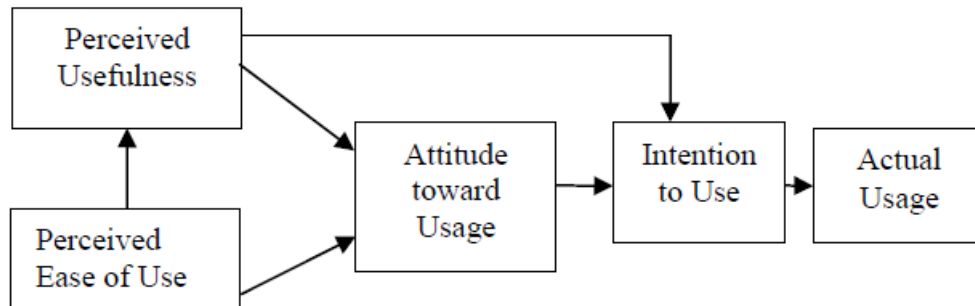 Perceived
Usefulness
Attitude
toward
Usage
Intention
to Use
Actual
Usage
Perceived
Ease of Use